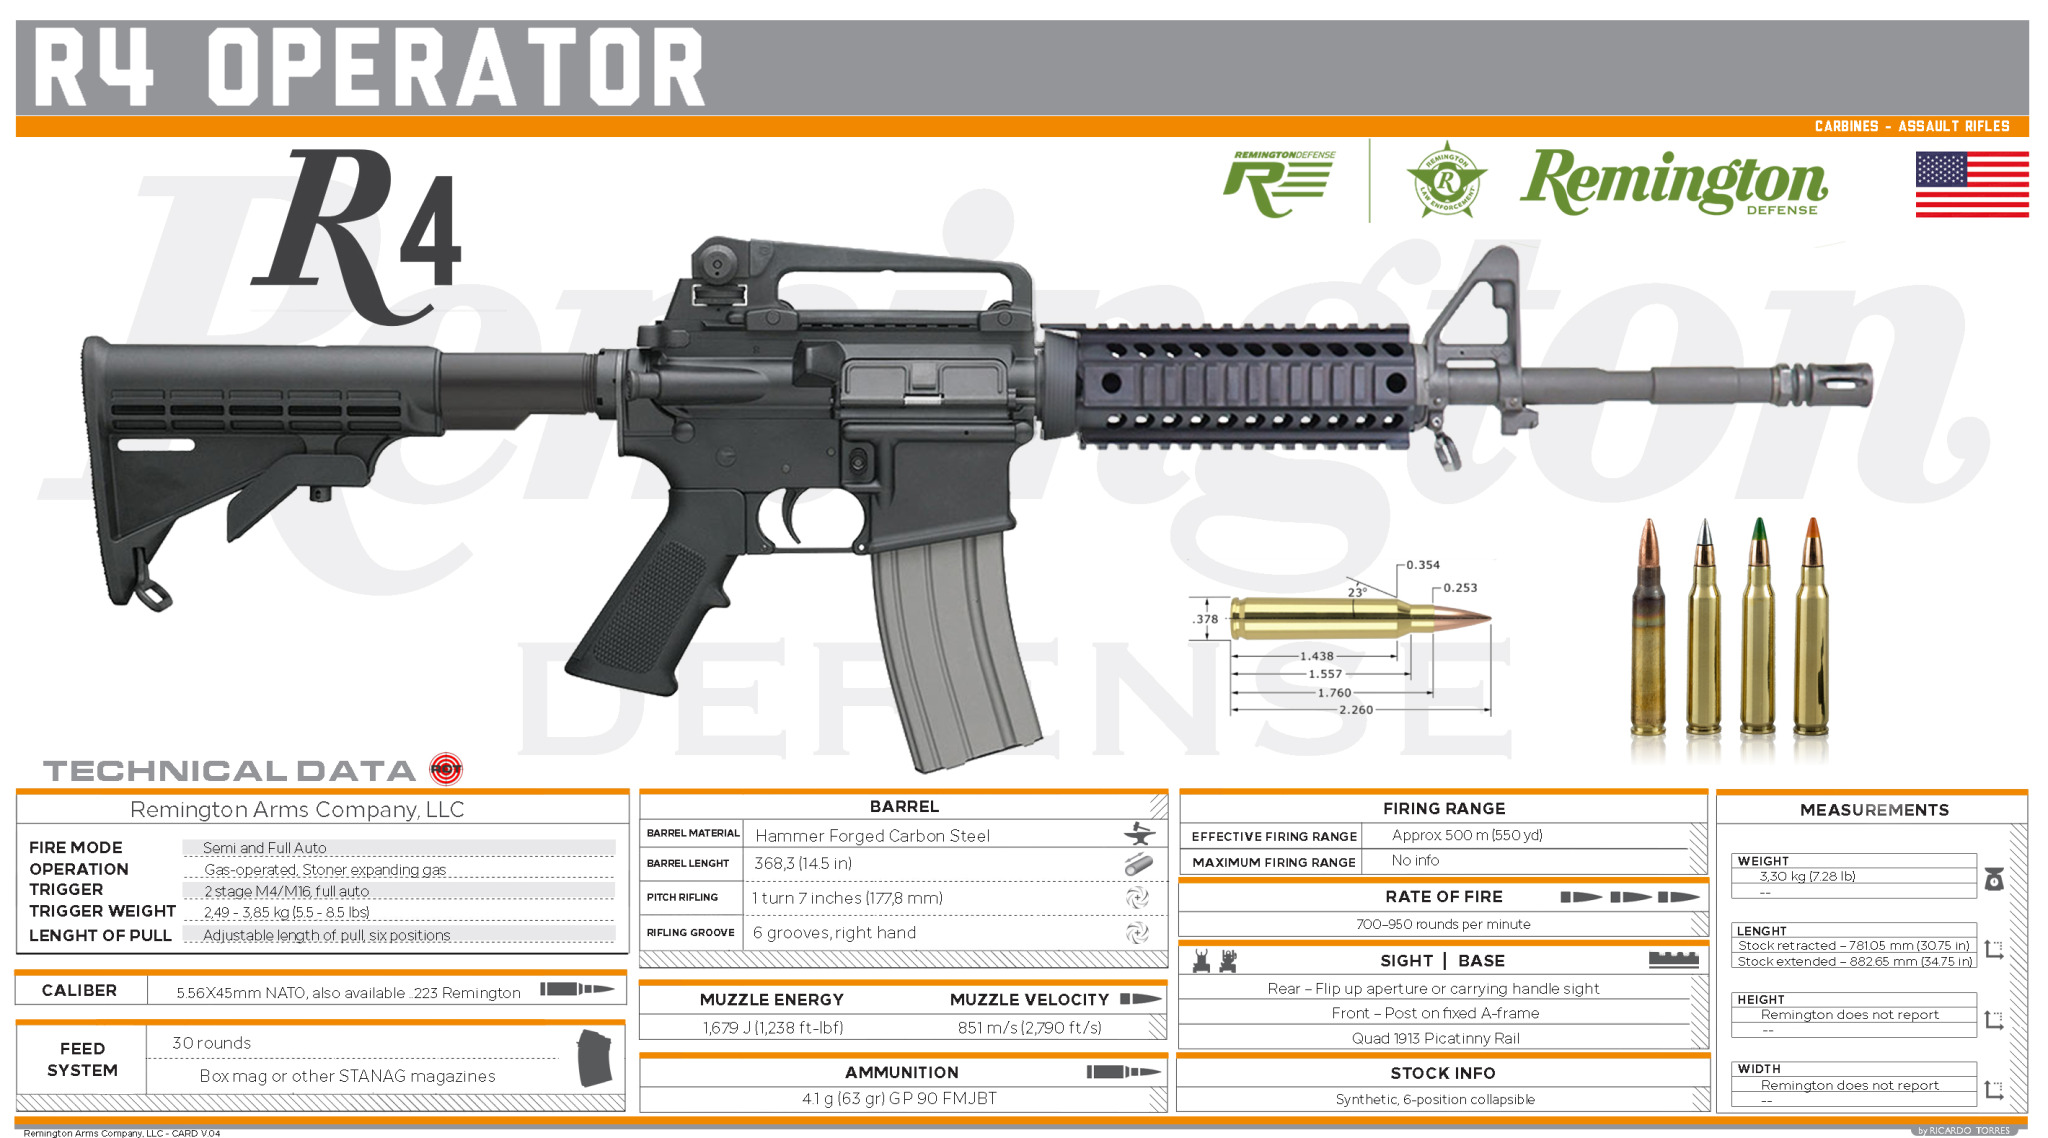 R4 OPERATOR
CARBINES - ASSAULT RIFLES
R4
REMINGTONDEFENSE
R
REMINGTON
R
LAW ENFORCEMENT
Remington
DEFENSE
Remington
DEFENSE
0.354
0.253
23°
.378
1.438
1.557
1.760
2.260
TECHNICAL DATA
Remington Arms Company, LLC
FIRE MODE Semi and Full Auto
OPERATION Gas-operated, Stoner expanding gas
TRIGGER 2 stage M4/M16, full auto
TRIGGER WEIGHT 2,49 - 3,85 kg (5.5 - 8.5 lbs)
LENGHT OF PULL Adjustable length of pull, six positions
CALIBER 5.56X45mm NATO, also available .223 Remington
FEED SYSTEM
30 rounds
Box mag or other STANAG magazines
BARREL
BARREL MATERIAL Hammer Forged Carbon Steel
BARREL LENGHT 368,3 (14.5 in)
PITCH RIFLING 1 turn 7 inches (177,8 mm)
RIFLING GROOVE 6 grooves, right hand
MUZZLE ENERGY MUZZLE VELOCITY
1,679 J (1,238 ft-lbf) 851 m/s (2,790 ft/s)
AMMUNITION
4.1 g (63 gr) GP 90 FMJBT
FIRING RANGE
EFFECTIVE FIRING RANGE Approx 500 m (550 yd)
MAXIMUM FIRING RANGE No info
RATE OF FIRE
700–950 rounds per minute
SIGHT | BASE
Rear – Flip up aperture or carrying handle sight
Front – Post on fixed A-frame
Quad 1913 Picatinny Rail
STOCK INFO
Synthetic, 6-position collapsible
MEASUREMENTS
WEIGHT
3,30 kg (7.28 lb)
--
LENGHT
Stock retracted – 781.05 mm (30.75 in)
Stock extended – 882.65 mm (34.75 in)
HEIGHT
Remington does not report
--
WIDTH
Remington does not report
--
Remington Arms Company, LLC - CARD V.04
by RICARDO TORRES